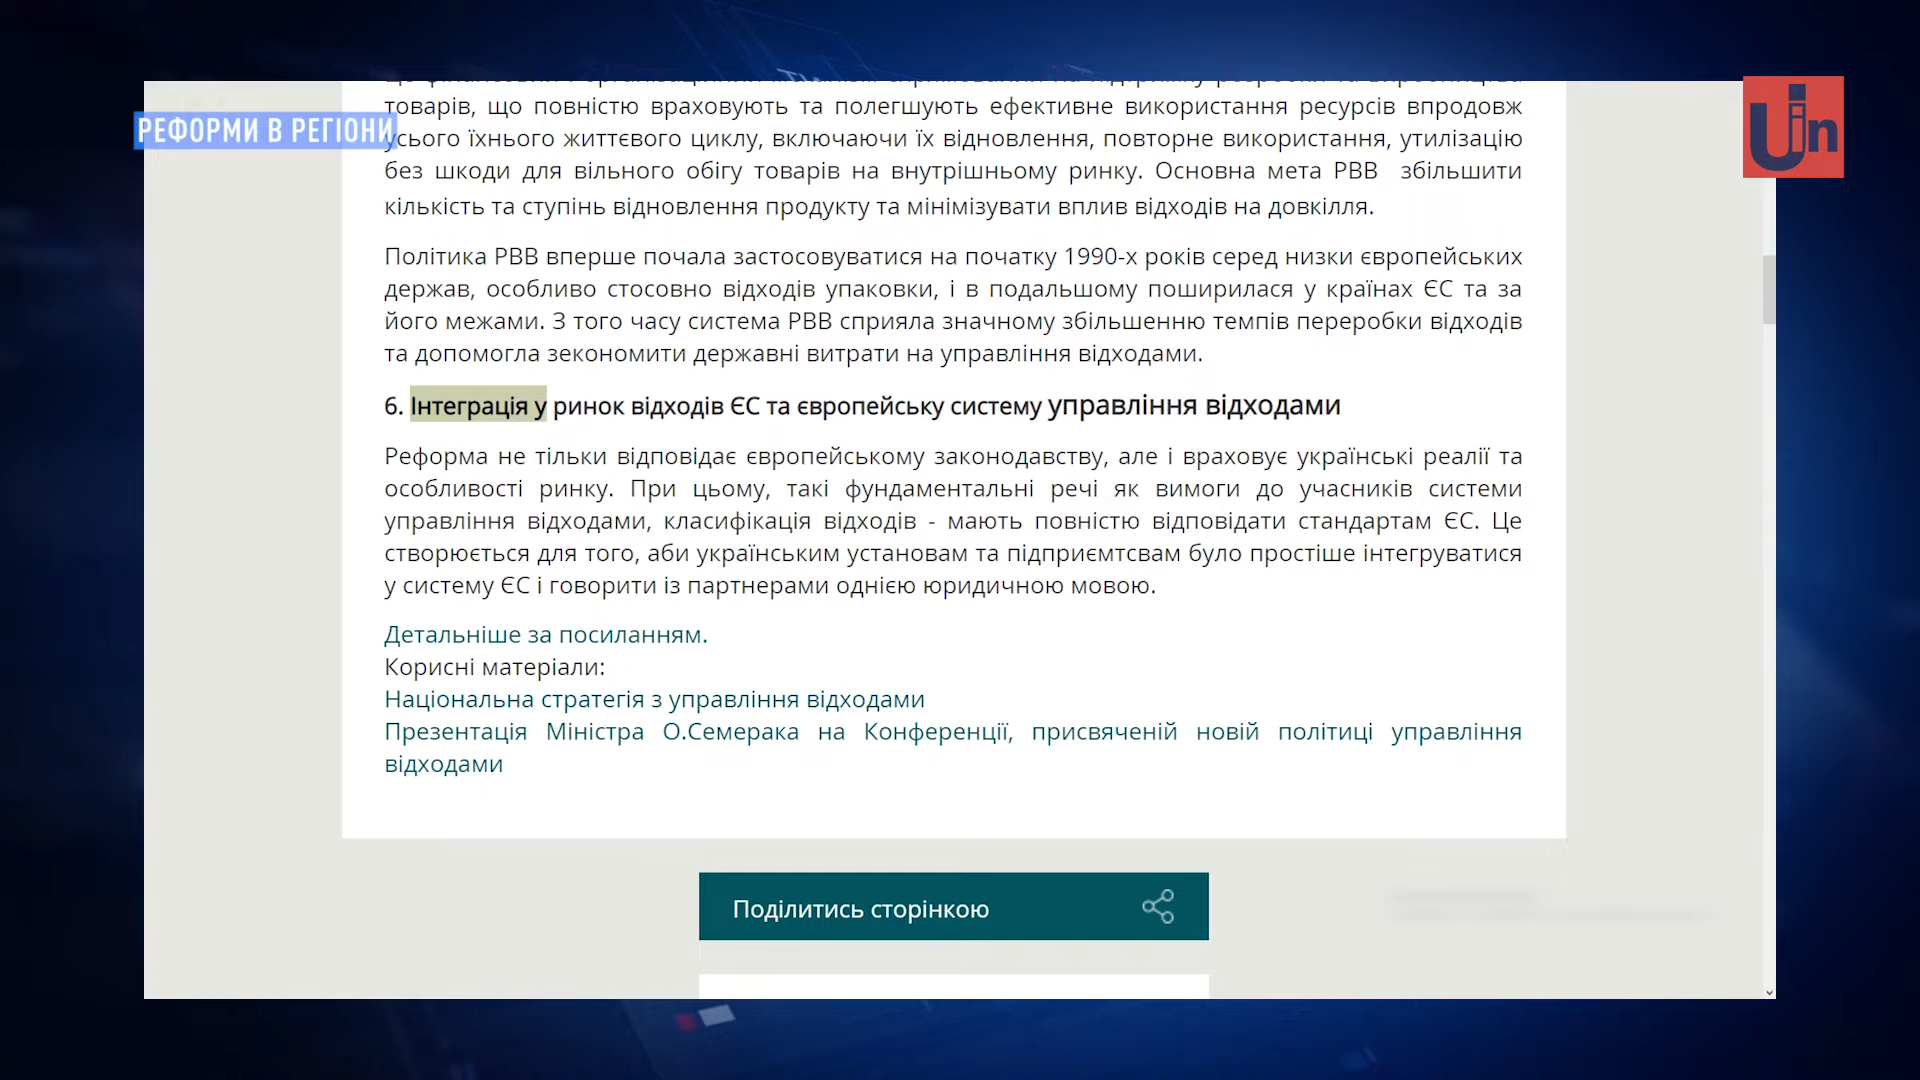 товарів, що повністю враховують та полегшують ефективне використання ресурсів впродовж
РЕФОРМИ В РЕГІОНИ
усього їхнього життєвого циклу, включаючи їх відновлення, повторне використання, утилізацію
без шкоди для вільного обігу товарів на внутрішньому ринку. Основна мета РВВ збільшити
кількість та ступінь відновлення продукту та мінімізувати вплив відходів на довкілля.
Політика РВВ вперше почала застосовуватися на початку 1990-х років серед низки європейських
держав, особливо стосовно відходів упаковки, і в подальшому поширилася у країнах ЄС та за
його межами. З того часу система РВВ сприяла значному збільшенню темпів переробки відходів
та допомогла зекономити державні витрати на управління відходами.
6. Інтеграція у ринок відходів ЄС та європейську систему управління відходами
Реформа не тільки відповідає європейському законодавству, але і враховує українські реалії та
особливості ринку. При цьому, такі фундаментальні речі як вимоги до учасників системи
управління відходами, класифікація відходів - мають повністю відповідати стандартам ЄС. Це
створюється для того, аби українським установам та підприємтсвам було простіше інтегруватися
у систему ЄС і говорити із партнерами однією юридичною мовою.
Детальніше за посиланням.
Корисні матеріали:
Національна стратегія з управління відходами
Презентація Міністра О.Семерака на Конференції, присвяченій новій політиці управління
відходами
Поділитись сторінкою
Uin